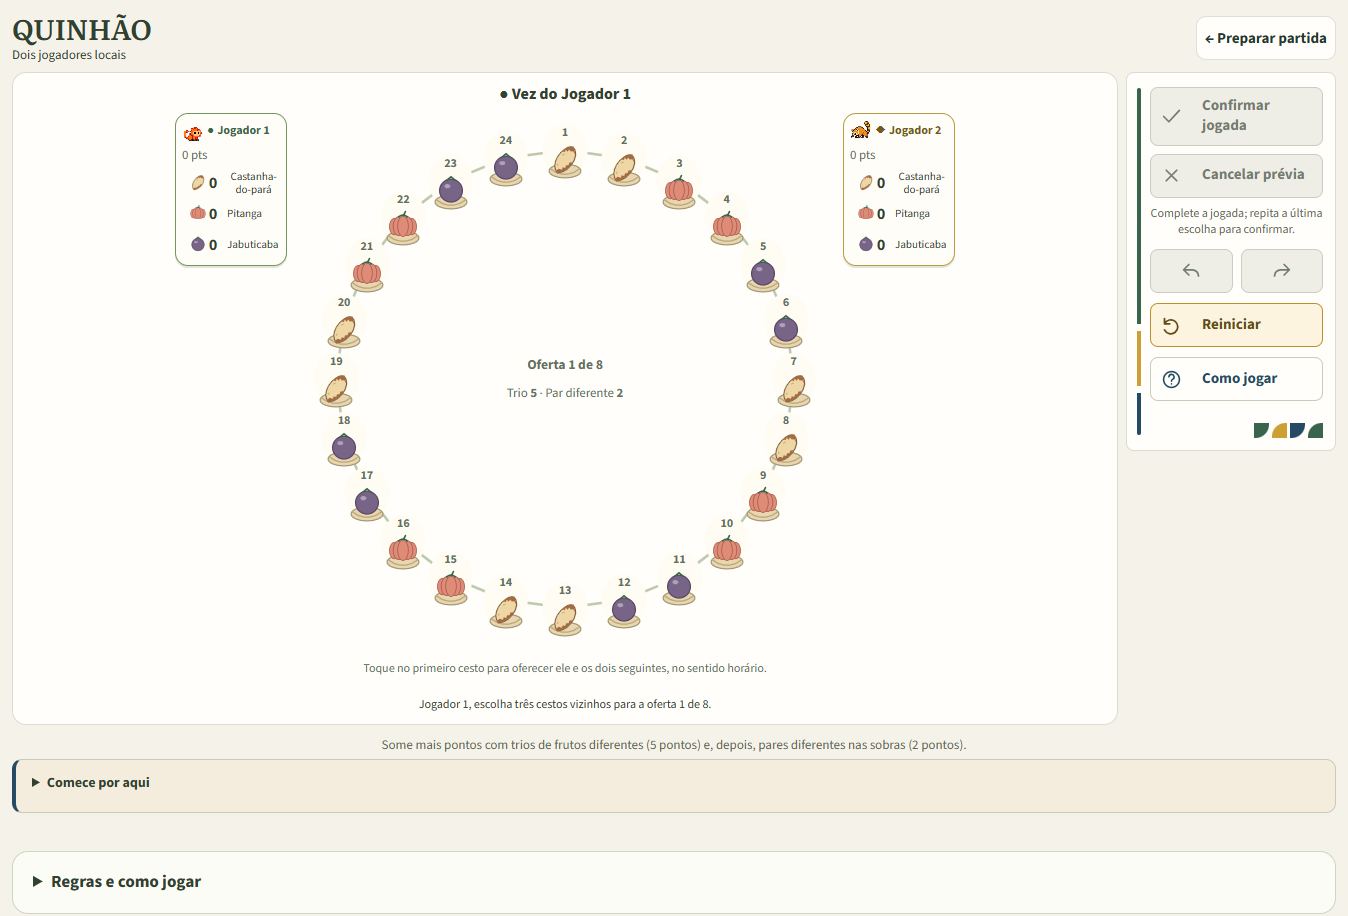 QUINHÃO
Dois jogadores locais
← Preparar partida
● Vez do Jogador 1
● Jogador 1
0 pts
0 Castanha-
do-pará
0 Pitanga
0 Jabuticaba
◆ Jogador 2
0 pts
0 Castanha-
do-pará
0 Pitanga
0 Jabuticaba
1
2
3
4
5
6
7
8
9
10
11
12
13
14
15
16
17
18
19
20
21
22
23
24
Oferta 1 de 8
Trio 5 · Par diferente 2
Toque no primeiro cesto para oferecer ele e os dois seguintes, no sentido horário.
Jogador 1, escolha três cestos vizinhos para a oferta 1 de 8.
Confirmar
jogada
Cancelar prévia
Complete a jogada; repita a última
escolha para confirmar.
Reiniciar
Como jogar
Some mais pontos com trios de frutos diferentes (5 pontos) e, depois, pares diferentes nas sobras (2 pontos).
▶ Comece por aqui
▶ Regras e como jogar